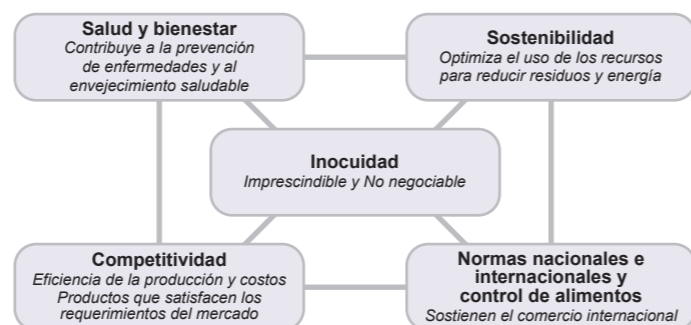 Salud y bienestar
Contribuye a la prevención
de enfermedades y al
envejecimiento saludable
Sostenibilidad
Optimiza el uso de los recursos
para reducir residuos y energía
Inocuidad
Imprescindible y No negociable
Competitividad
Eficiencia de la producción y costos
Productos que satisfacen los
requerimientos del mercado
Normas nacionales e
internacionales y
control de alimentos
Sostienen el comercio internacional